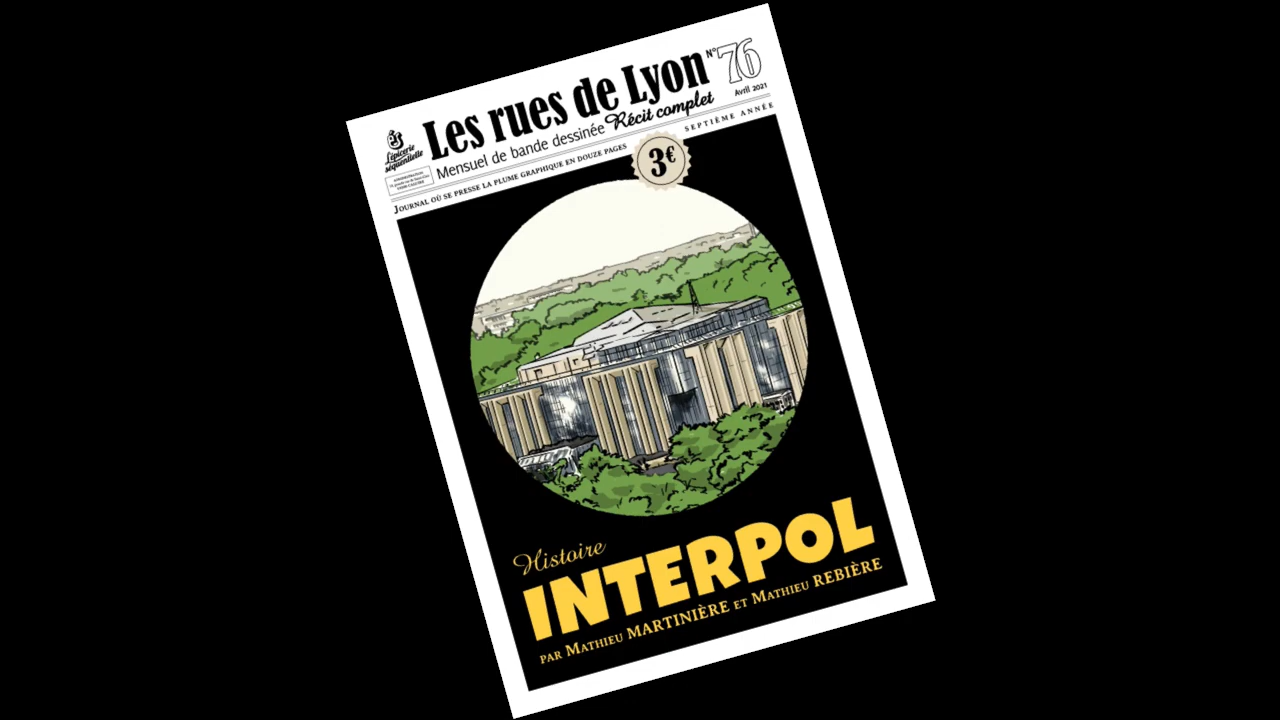 Les rues de Lyon
N°76
Avril 2021
L'épicerie
séquentielle
Mensuel de bande dessinée Récit complet
JOURNAL OÙ SE PRESSE LA PLUME GRAPHIQUE EN DOUZE PAGES
SEPTIÈME ANNÉE
3€
Histoire
INTERPOL
PAR MATHIEU MARTINIÈRE ET MATHIEU REBIÈRE